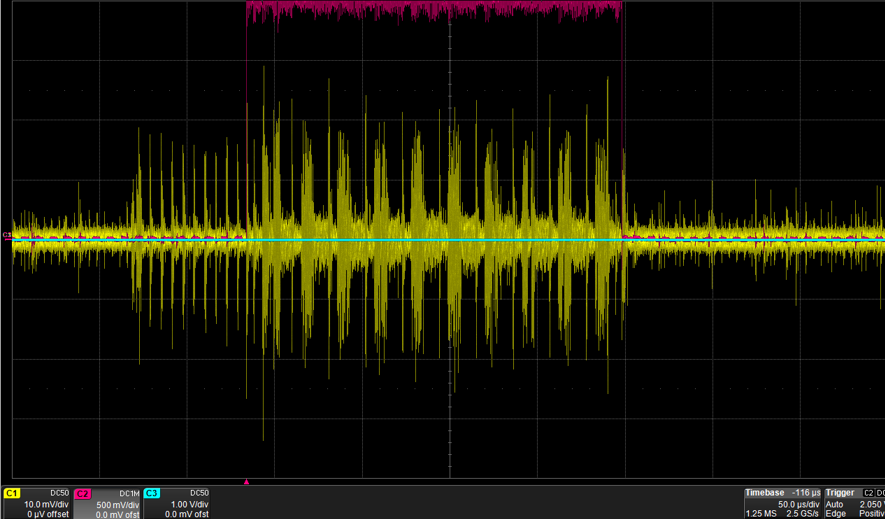 C3
C1 DC50
10.0 mV/div
0 µV offset
C2 DC1M
500 mV/div
0.0 mV ofst
C3 DC50
1.00 V/div
0.0 mV ofst
Timebase -116 µs
50.0 µs/div
1.25 MS 2.5 GS/s
Trigger C2 DC
Auto 2.050 V
Edge Positiv